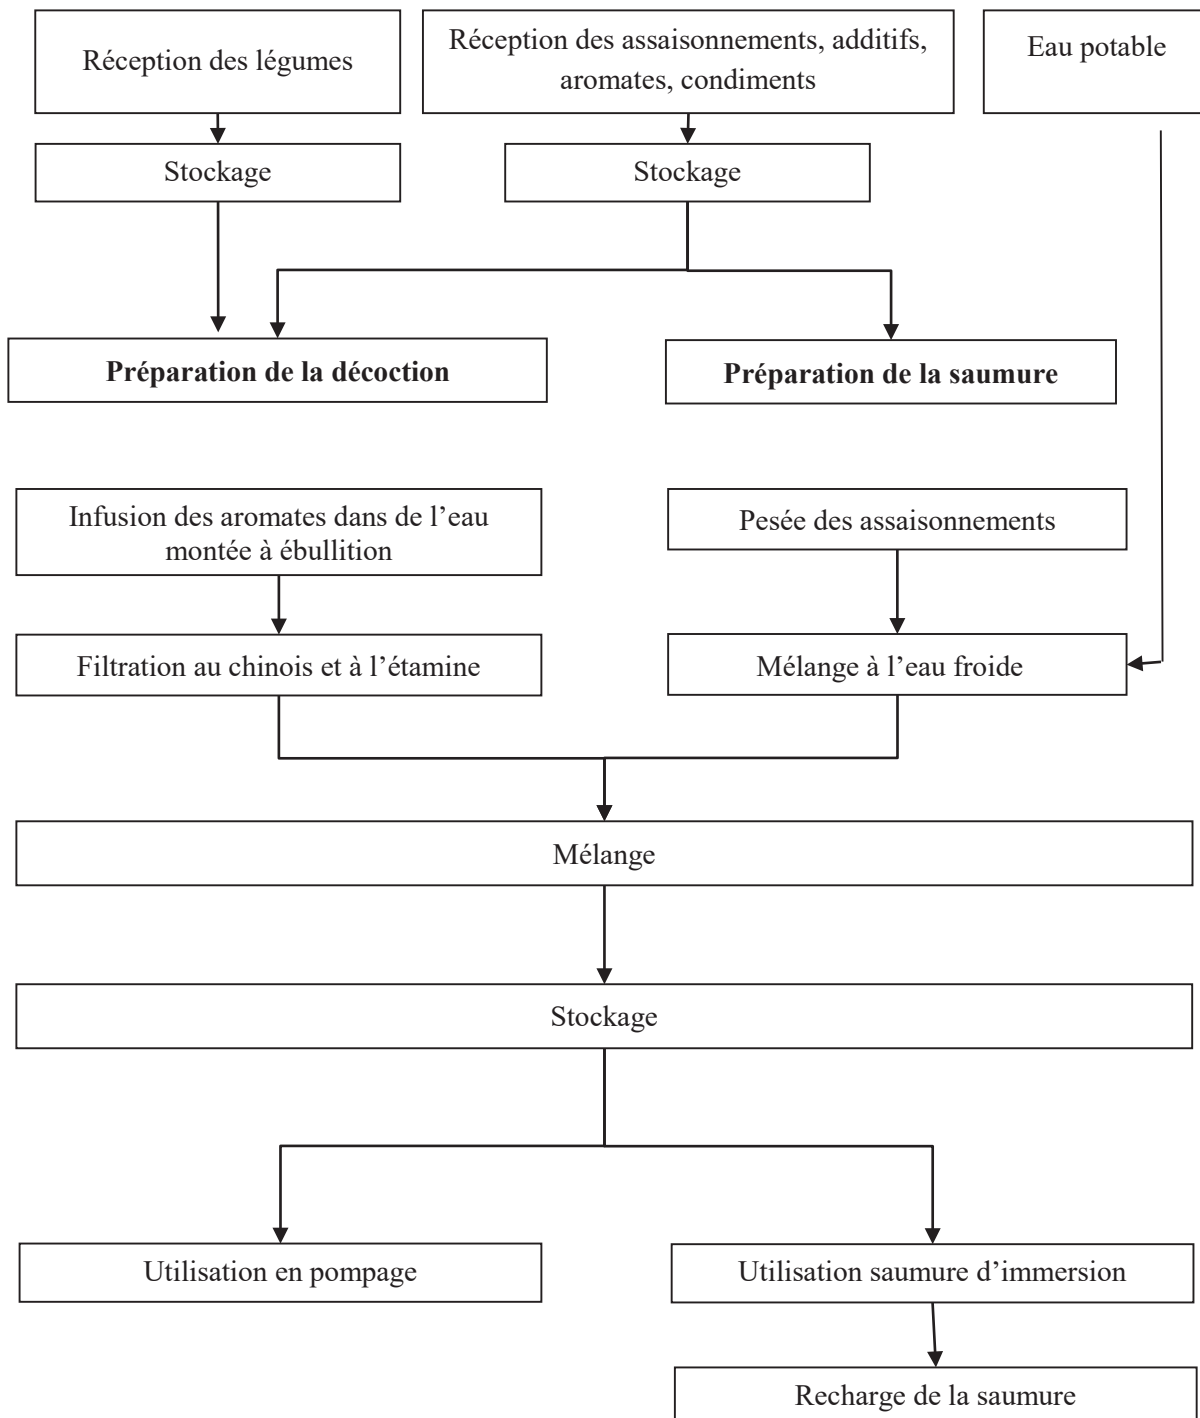 Réception des légumes
Réception des assaisonnements, additifs,
aromates, condiments
Eau potable
Stockage
Stockage
Préparation de la décoction
Préparation de la saumure
Infusion des aromates dans de l’eau
montée à ébullition
Pesée des assaisonnements
Filtration au chinois et à l’étamine
Mélange à l’eau froide
Mélange
Stockage
Utilisation en pompage
Utilisation saumure d’immersion
Recharge de la saumure